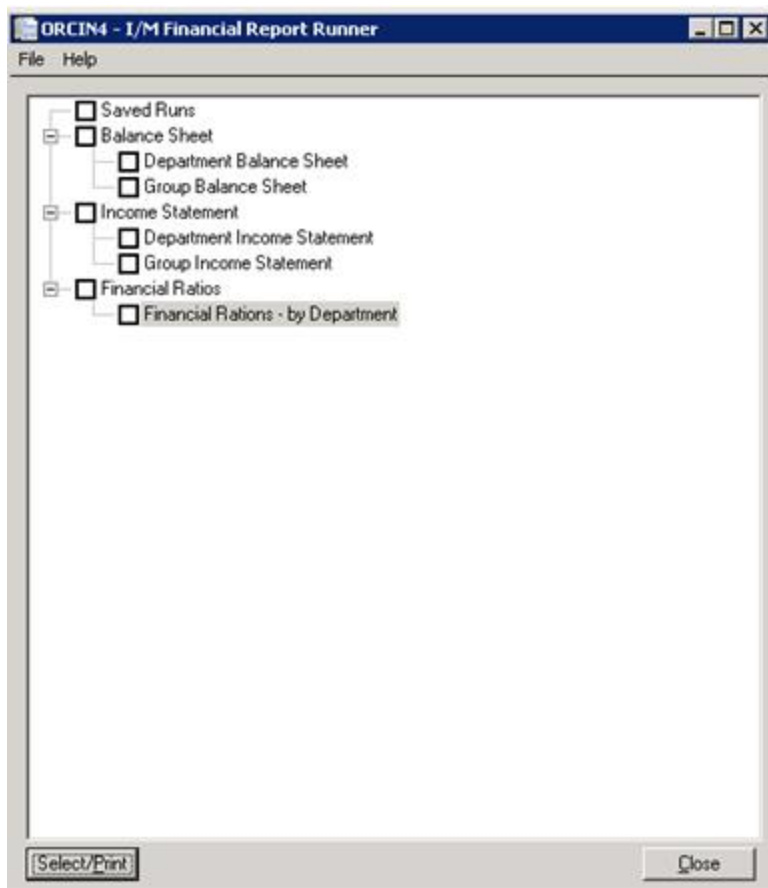 ORCIN4 - I/M Financial Report Runner
File Help
Saved Runs
Balance Sheet
Department Balance Sheet
Group Balance Sheet
Income Statement
Department Income Statement
Group Income Statement
Financial Ratios
Financial Rations - by Department
Select/Print Close